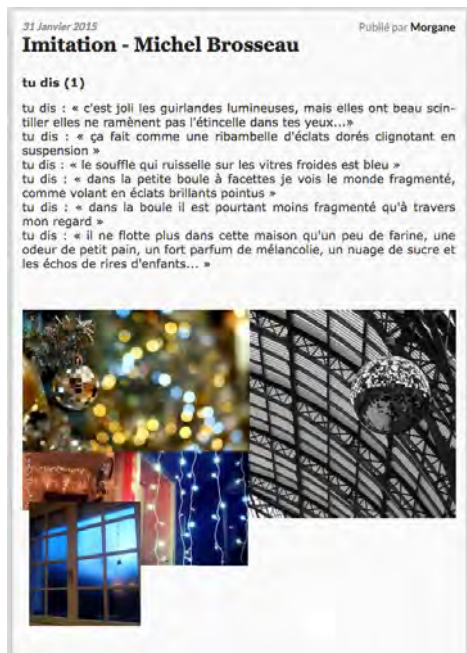 31 Janvier 2015
Publié par Morgane
Imitation - Michel Brosseau
tu dis (1)
tu dis : « c'est joli les guirlandes lumineuses, mais elles ont beau scin-
tiller elles ne ramènent pas l'étincelle dans tes yeux...»
tu dis : « ça fait comme une ribambelle d'éclats dorés clignotant en
suspension »
tu dis : « le souffle qui ruisselle sur les vitres froides est bleu »
tu dis : « dans la petite boule à facettes je vois le monde fragmenté,
comme volant en éclats brillants pointus »
tu dis : « dans la boule il est pourtant moins fragmenté qu'à travers
mon regard »
tu dis : « il ne flotte plus dans cette maison qu'un peu de farine, une
odeur de petit pain, un fort parfum de mélancolie, un nuage de sucre et
les échos de rires d'enfants... »